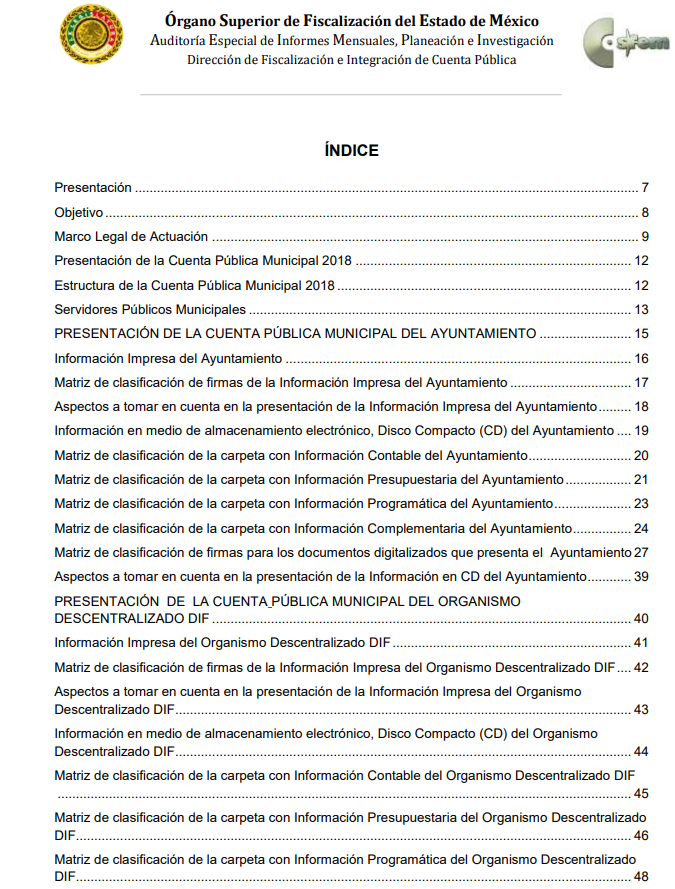 Órgano Superior de Fiscalización del Estado de México
Auditoría Especial de Informes Mensuales, Planeación e Investigación
Dirección de Fiscalización e Integración de Cuenta Pública
osfem
ÍNDICE
Presentación ........................................ 7
Objetivo ........................................ 8
Marco Legal de Actuación ........................................ 9
Presentación de la Cuenta Pública Municipal 2018 ........................................ 12
Estructura de la Cuenta Pública Municipal 2018 ........................................ 12
Servidores Públicos Municipales ........................................ 13
PRESENTACIÓN DE LA CUENTA PÚBLICA MUNICIPAL DEL AYUNTAMIENTO ........................ 15
Información Impresa del Ayuntamiento ........................................ 16
Matriz de clasificación de firmas de la Información Impresa del Ayuntamiento ................................ 17
Aspectos a tomar en cuenta en la presentación de la Información Impresa del Ayuntamiento......... 18
Información en medio de almacenamiento electrónico, Disco Compacto (CD) del Ayuntamiento .... 19
Matriz de clasificación de la carpeta con Información Contable del Ayuntamiento........................... 20
Matriz de clasificación de la carpeta con Información Presupuestaria del Ayuntamiento................. 21
Matriz de clasificación de la carpeta con Información Programática del Ayuntamiento.................... 23
Matriz de clasificación de la carpeta con Información Complementaria del Ayuntamiento............... 24
Matriz de clasificación de firmas para los documentos digitalizados que presenta el Ayuntamiento 27
Aspectos a tomar en cuenta en la presentación de la Información en CD del Ayuntamiento............ 39
PRESENTACIÓN DE LA CUENTA PÚBLICA MUNICIPAL DEL ORGANISMO
DESCENTRALIZADO DIF ........................................ 40
Información Impresa del Organismo Descentralizado DIF ........................................ 41
Matriz de clasificación de firmas de la Información Impresa del Organismo Descentralizado DIF.... 42
Aspectos a tomar en cuenta en la presentación de la Información Impresa del Organismo
Descentralizado DIF........................................ 43
Información en medio de almacenamiento electrónico, Disco Compacto (CD) del Organismo
Descentralizado DIF........................................ 44
Matriz de clasificación de la carpeta con Información Contable del Organismo Descentralizado DIF
........................................ 45
Matriz de clasificación de la carpeta con Información Presupuestaria del Organismo Descentralizado
DIF........................................ 46
Matriz de clasificación de la carpeta con Información Programática del Organismo Descentralizado
DIF........................................ 48